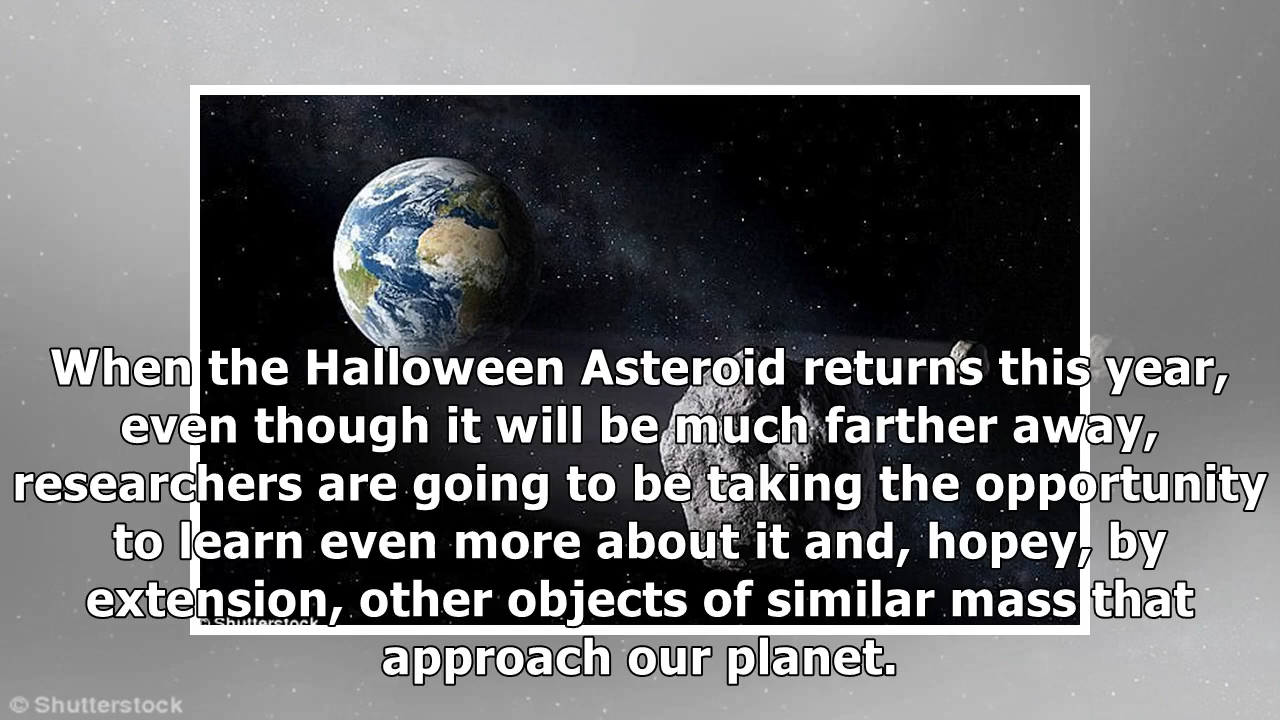 When the Halloween Asteroid returns this year,
even though it will be much farther away,
researchers are going to be taking the opportunity
to learn even more about it and, hopey, by
extension, other objects of similar mass that
© Shutterstock
approach our planet.
© Shutterstock